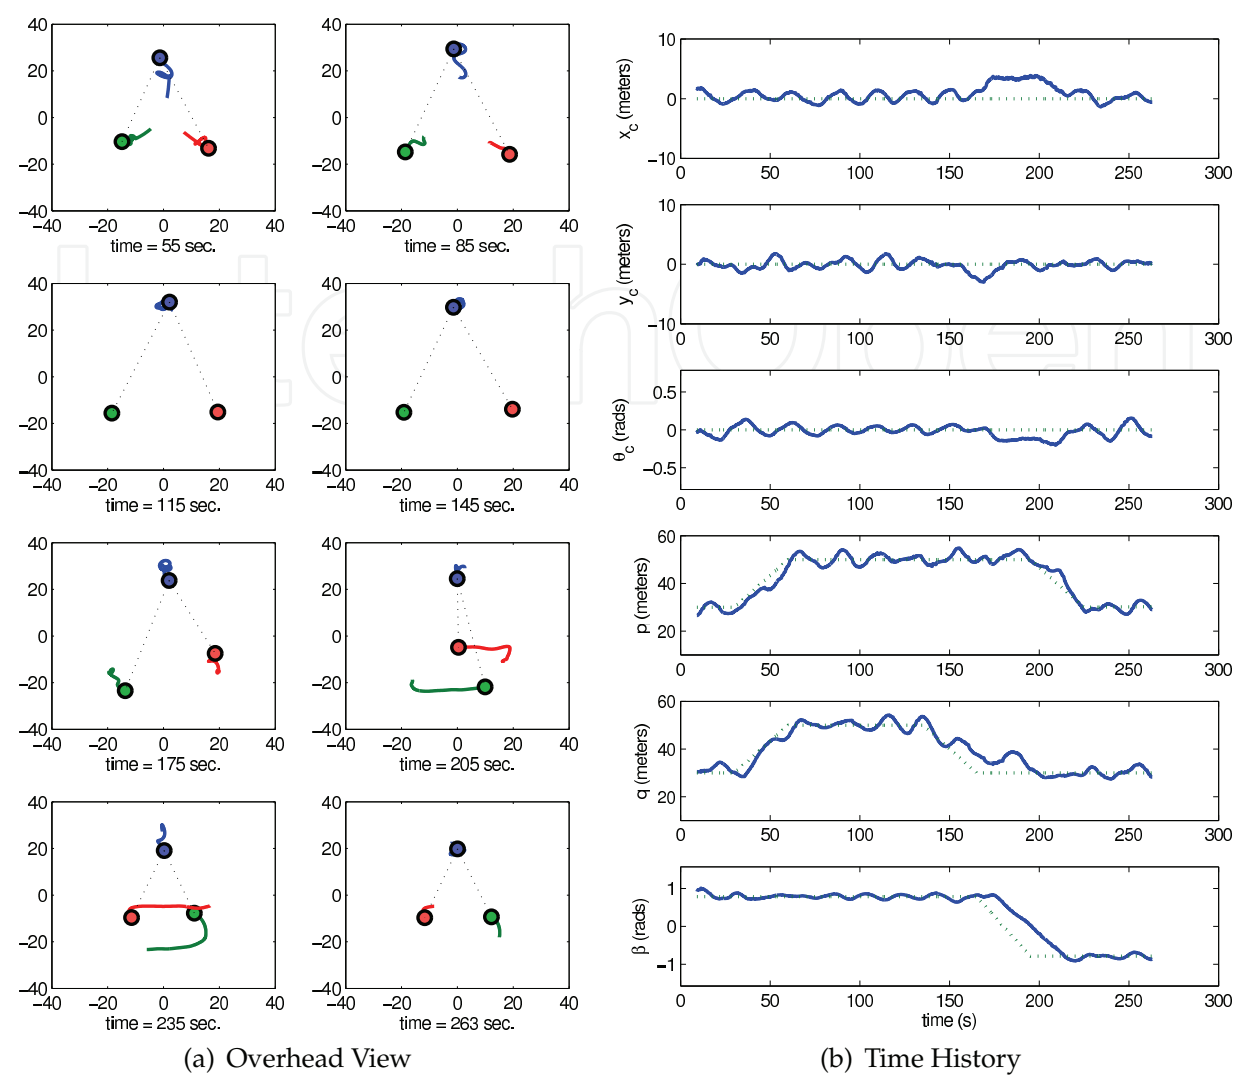 40
20
0
−20
−40
−40 −20 0 20 40
time = 55 sec.
40
20
0
−20
−40
−40 −20 0 20 40
time = 85 sec.
40
20
0
−20
−40
−40 −20 0 20 40
time = 115 sec.
40
20
0
−20
−40
−40 −20 0 20 40
time = 145 sec.
40
20
0
−20
−40
−40 −20 0 20 40
time = 175 sec.
40
20
0
−20
−40
−40 −20 0 20 40
time = 205 sec.
40
20
0
−20
−40
−40 −20 0 20 40
time = 235 sec.
40
20
0
−20
−40
−40 −20 0 20 40
time = 263 sec.
(a) Overhead View
x_c (meters)
10
0
−10
0 50 100 150 200 250 300
y_c (meters)
10
0
−10
0 50 100 150 200 250 300
θ_c (rads)
0.5
0
−0.5
0 50 100 150 200 250 300
p (meters)
60
40
20
0 50 100 150 200 250 300
q (meters)
60
40
20
0 50 100 150 200 250 300
β (rads)
1
0
−1
0 50 100 150 200 250 300
time (s)
(b) Time History